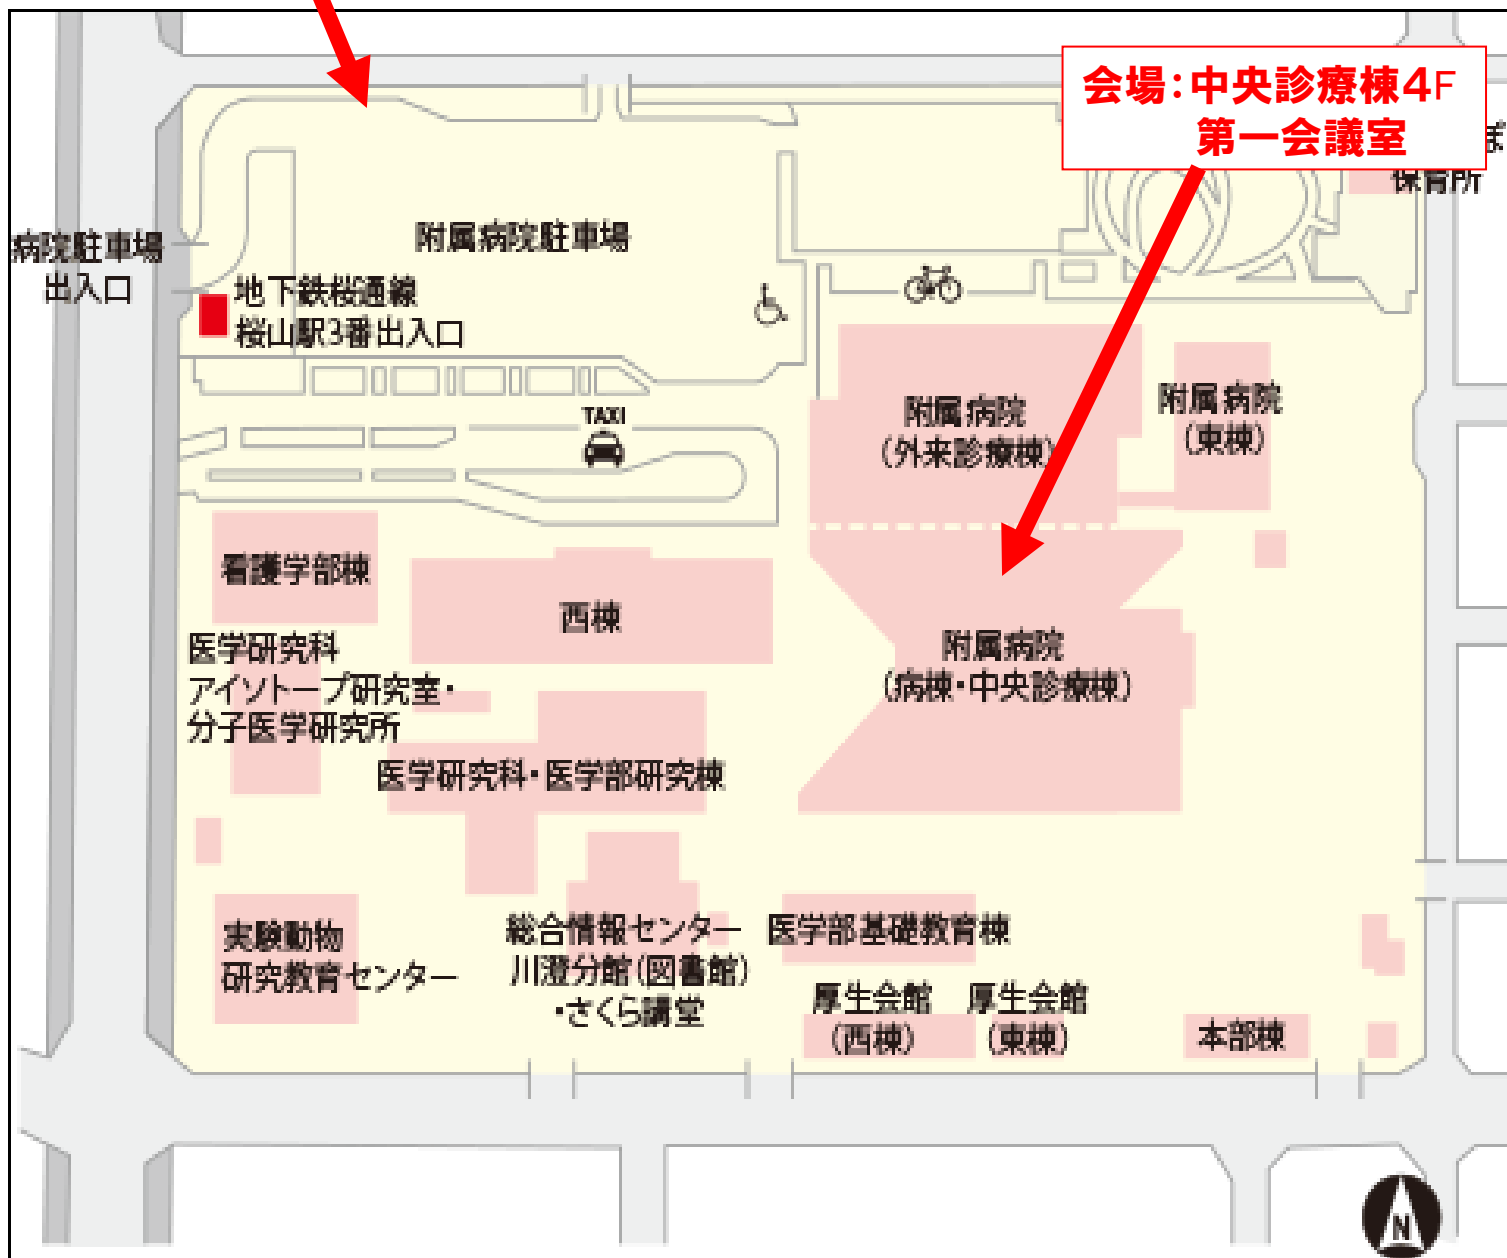 会場:中央診療棟4F
第一会議室
ぽ
保育所
病院駐車場
出入口
附属病院駐車場
地下鉄桜通線
桜山駅3番出入口
TAXI
附属病院
(外来診療棟)
附属病院
(東棟)
看護学部棟
西棟
医学研究科
アイソトープ研究室・
分子医学研究所
附属病院
(病棟・中央診療棟)
医学研究科・医学部研究棟
実験動物
研究教育センター
総合情報センター
川澄分館(図書館)
・さくら講堂
医学部基礎教育棟
厚生会館
(西棟)
厚生会館
(東棟)
本部棟
N